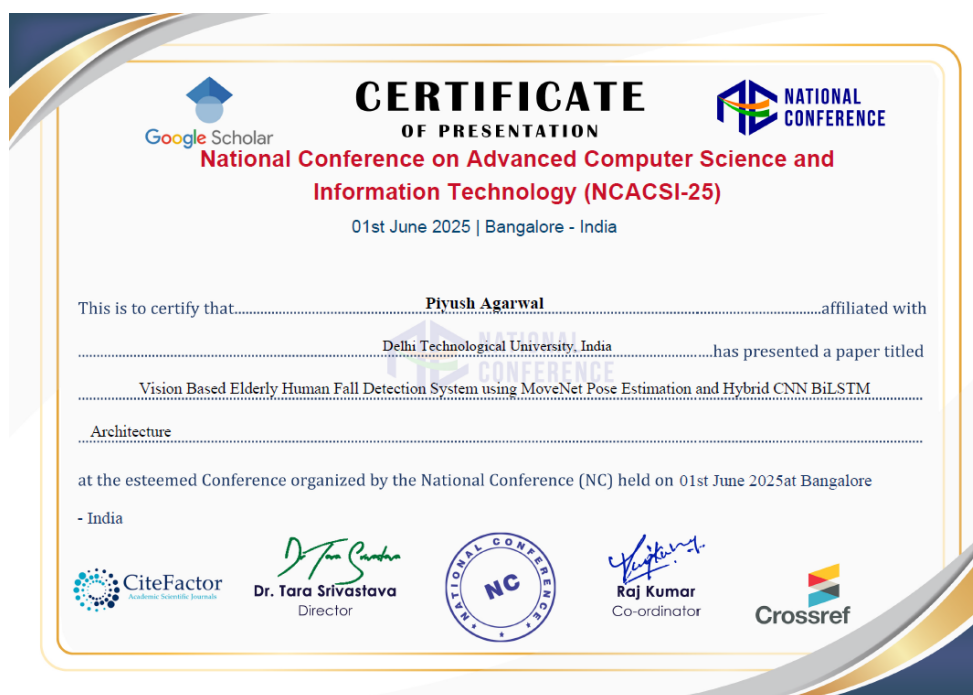 CERTIFICATE
OF PRESENTATION
Google Scholar
NATIONAL
CONFERENCE
National Conference on Advanced Computer Science and
Information Technology (NCACSI-25)
01st June 2025 | Bangalore - India
This is to certify that Piyush Agarwal affiliated with
Delhi Technological University, India has presented a paper titled
NATIONAL
CONFERENCE
Vision Based Elderly Human Fall Detection System using MoveNet Pose Estimation and Hybrid CNN BiLSTM
Architecture
at the esteemed Conference organized by the National Conference (NC) held on 01st June 2025at Bangalore
- India
CiteFactor
Academic Scientific Journals
Dr. Tara Srivastava
Director
NATIONAL CONFERENCE
NC
Raj Kumar
Co-ordinator
Crossref